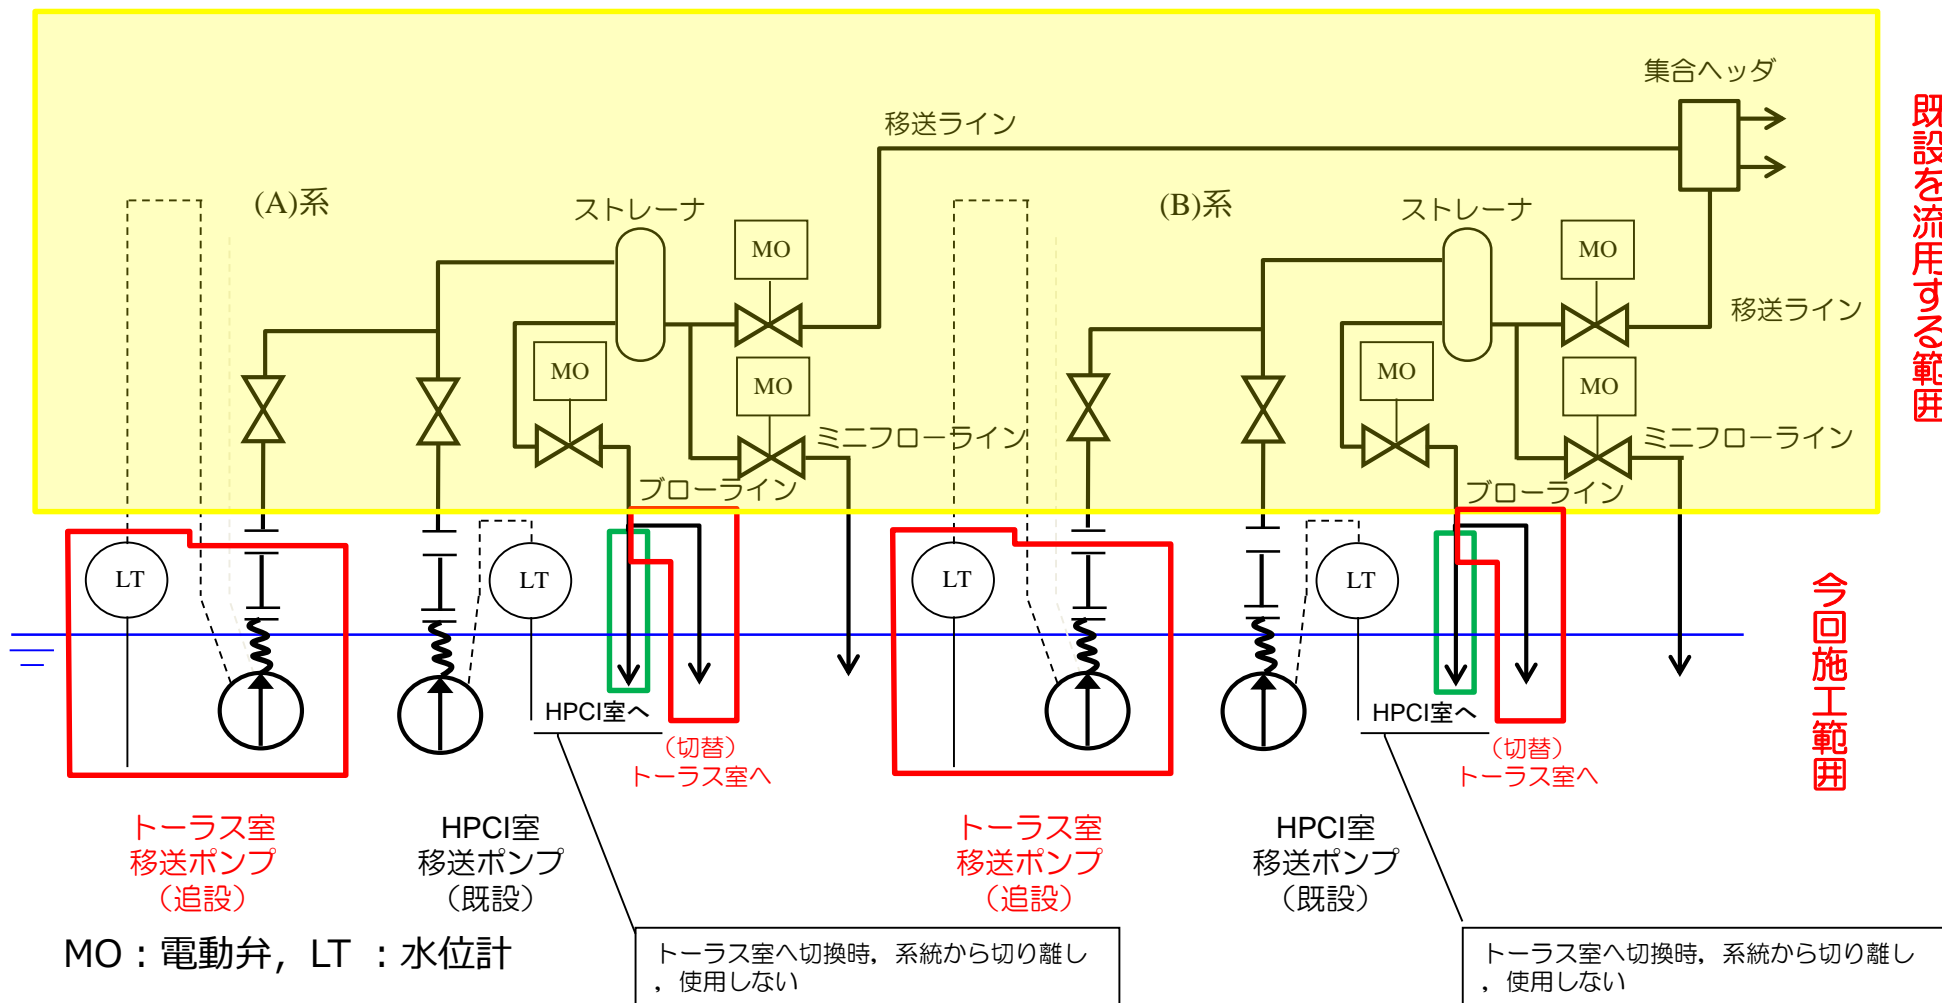 集合ヘッダ
移送ライン
(A)系
ストレーナ
MO
(B)系
ストレーナ
MO
移送ライン
MO
MO
MO
MO
ミニフローライン
ミニフローライン
ブローライン
ブローライン
既設を流用する範囲
LT
LT
LT
LT
今回施工範囲
HPCI室へ
HPCI室へ
(切替)
トーラス室へ
(切替)
トーラス室へ
トーラス室
移送ポンプ
(追設)
HPCI室
移送ポンプ
(既設)
トーラス室
移送ポンプ
(追設)
HPCI室
移送ポンプ
(既設)
MO：電動弁, LT ：水位計
トーラス室へ切換時，系統から切り離し
，使用しない
トーラス室へ切換時，系統から切り離し
，使用しない